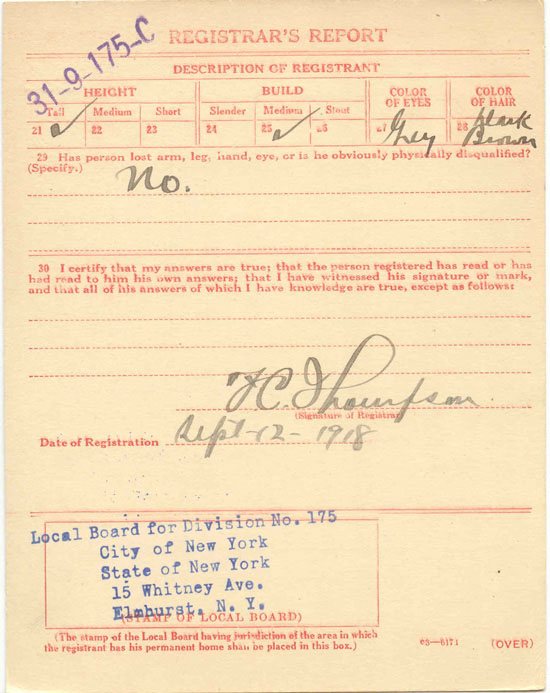 31-9-175-C
REGISTRAR'S REPORT
DESCRIPTION OF REGISTRANT
HEIGHT BUILD COLOR OF EYES COLOR OF HAIR
Tall Medium Short Slender Medium Stout
21 ✓ 22 23 24 25 ✓ 26 27 Grey 28 dark Brown
29 Has person lost arm, leg, hand, eye, or is he obviously physically disqualified?
(Specify.) No.
30 I certify that my answers are true; that the person registered has read or has
had read to him his own answers; that I have witnessed his signature or mark,
and that all of his answers of which I have knowledge are true, except as follows:
C. Thompson
(Signature of Registrar)
Date of Registration Sept-12-1918
Local Board for Division No. 175
City of New York
State of New York
15 Whitney Ave.
Elmhurst, N. Y.
(STAMP OF LOCAL BOARD)
(The stamp of the Local Board having jurisdiction of the area in which
the registrant has his permanent home shall be placed in this box.)
03-6171 (OVER)